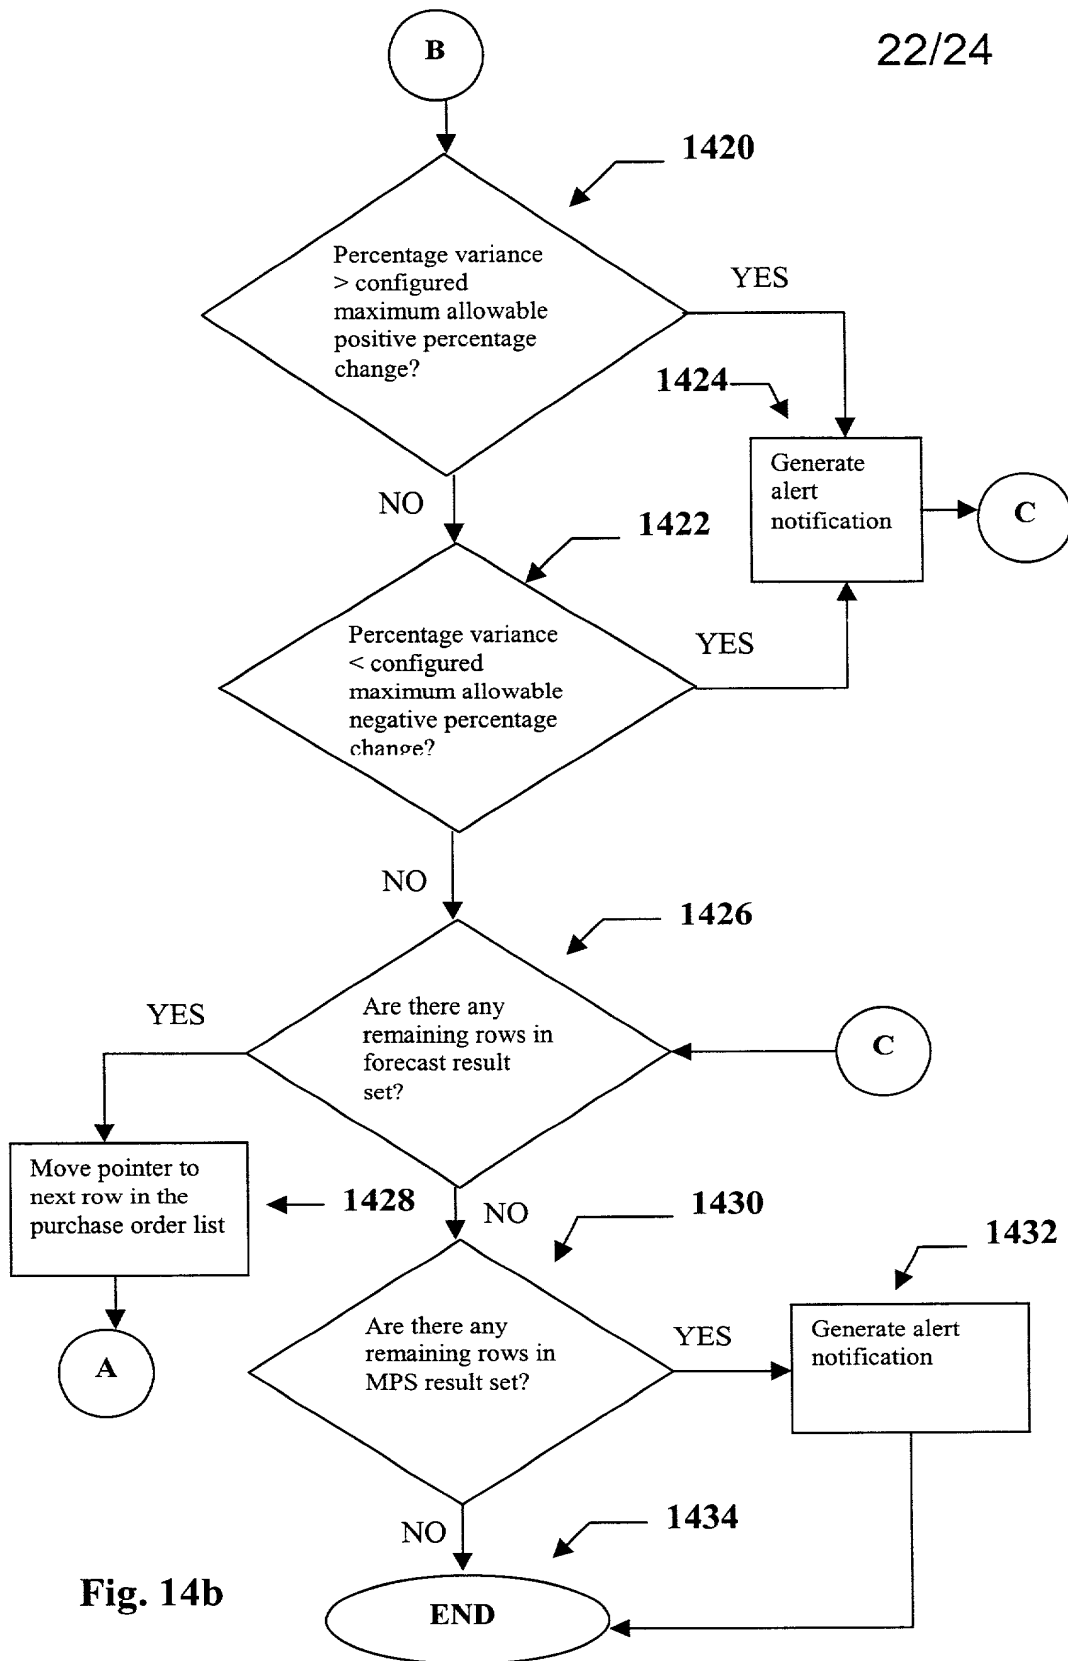 B
22/24
1420
Percentage variance
> configured
maximum allowable
positive percentage
change?
YES
1424
Generate
alert
notification
C
NO
1422
Percentage variance
< configured
maximum allowable
negative percentage
change?
YES
NO
1426
Are there any
remaining rows in
forecast result
set?
YES
C
Move pointer to
next row in the
purchase order list
1428
NO
1430
1432
A
Are there any
remaining rows in
MPS result set?
YES
Generate alert
notification
NO
1434
END
Fig. 14b